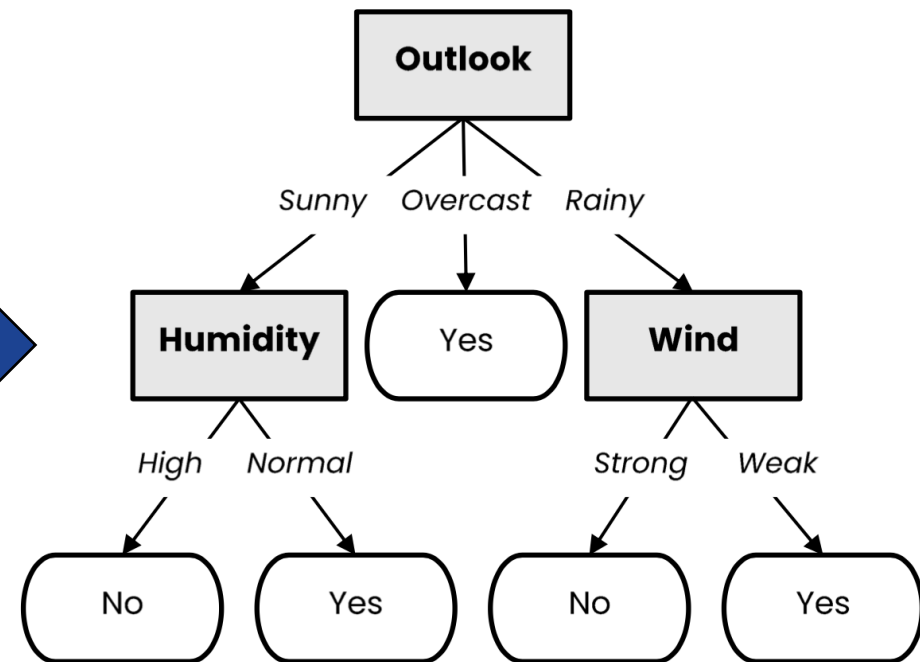 Outlook
Sunny Overcast Rainy
Humidity Yes Wind
High Normal Strong Weak
No Yes No Yes